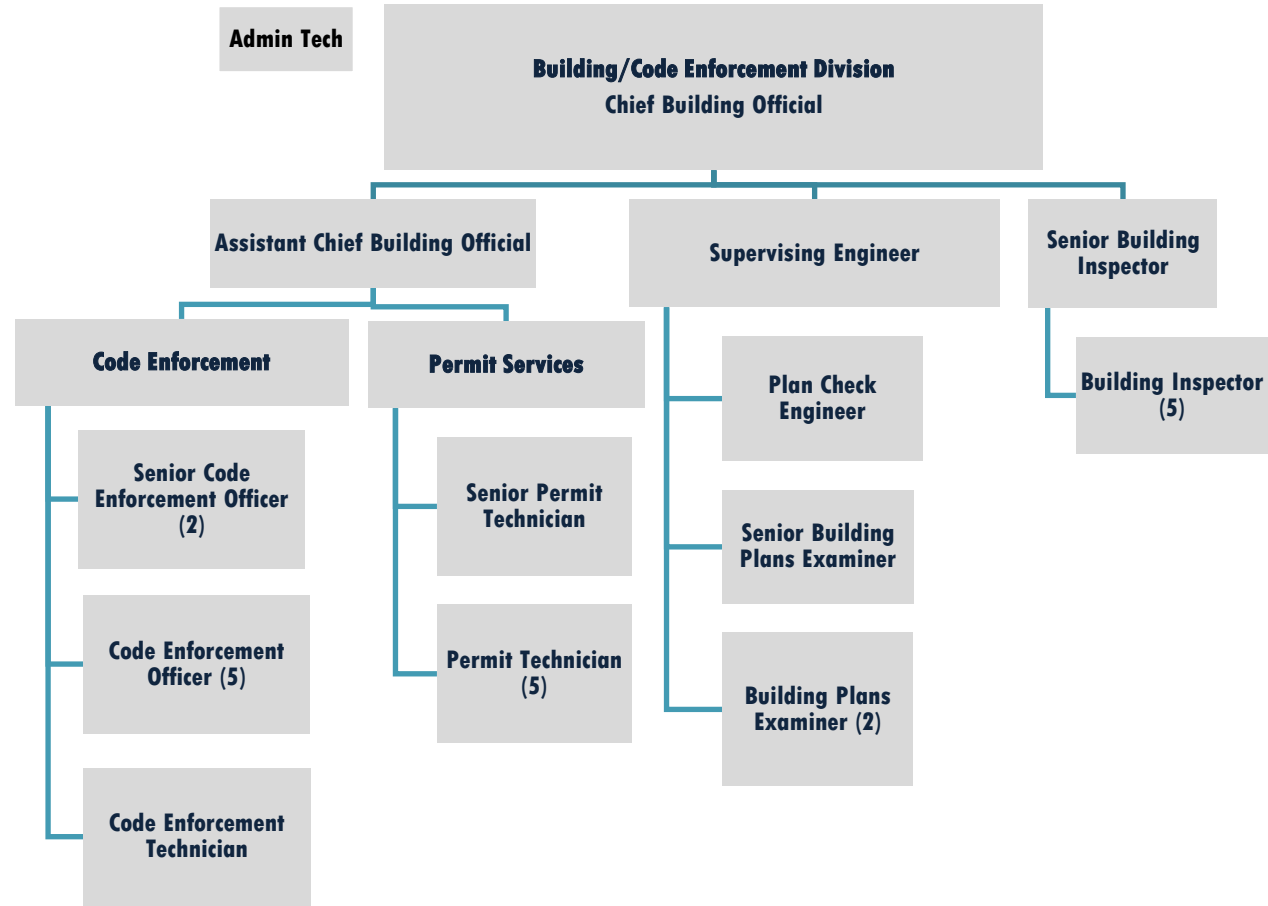 Admin Tech
Building/Code Enforcement Division
Chief Building Official
Assistant Chief Building Official
Supervising Engineer
Senior Building
Inspector
Code Enforcement
Permit Services
Plan Check
Engineer
Building Inspector
(5)
Senior Code
Enforcement Officer
(2)
Senior Permit
Technician
Senior Building
Plans Examiner
Code Enforcement
Officer (5)
Permit Technician
(5)
Building Plans
Examiner (2)
Code Enforcement
Technician